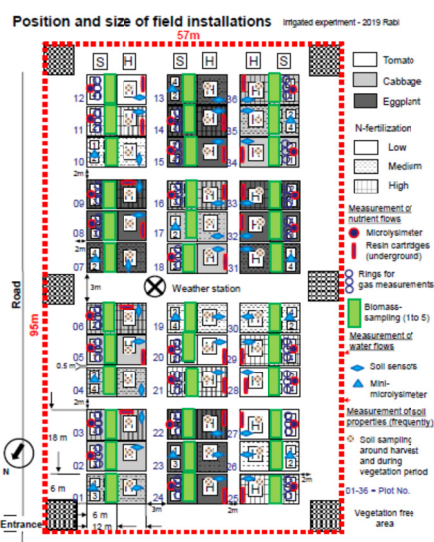 Position and size of field installations Irrigated experiment - 2019 Rabi
57m
S H S H H S
12 13 36
11 14 35
10 15 34
2m
09 16 33
08 17 32
2m
07 18 31
3m
Weather station
Road
95m
06 19 30
05 20 29
0.5 m
04 21 28
2m
03 22 27
18 m
02 23 26
2m
6 m
01 24 25
3m 2m
N
Entrance
6 m
12 m
Tomato
Cabbage
Eggplant
N-fertilization
Low
Medium
High
Measurement of
nutrient flows
Microlysimeter
Resin cartridges
(underground)
Rings for
gas measurements
Biomass-
sampling (1to 5)
Measurement of
water flows
Soil sensors
Mini-
microlysimeter
Measurement of soil
properties (frequently)
Soil sampling
around harvest
and during
vegetation period
01-36 = Plot No.
Vegetation free
area